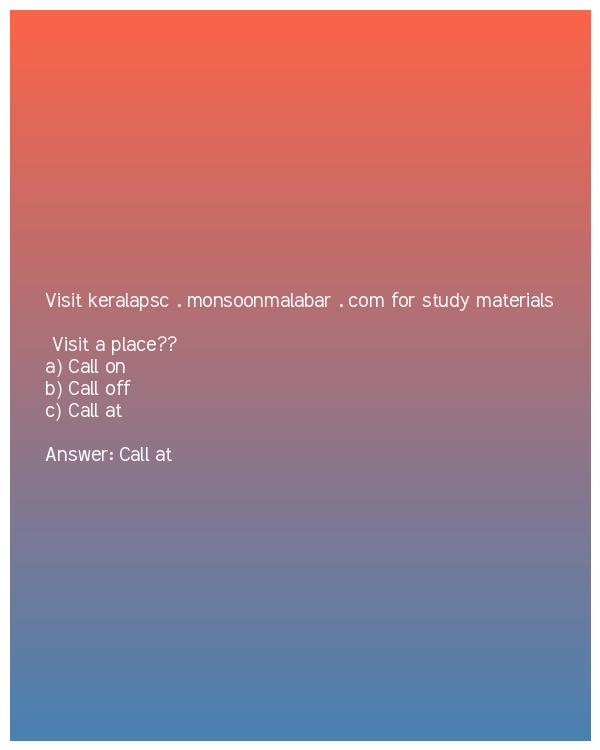 Visit keralapsc . monsoonmalabar . com for study materials
Visit a place??
a) Call on
b) Call off
c) Call at
Answer: Call at